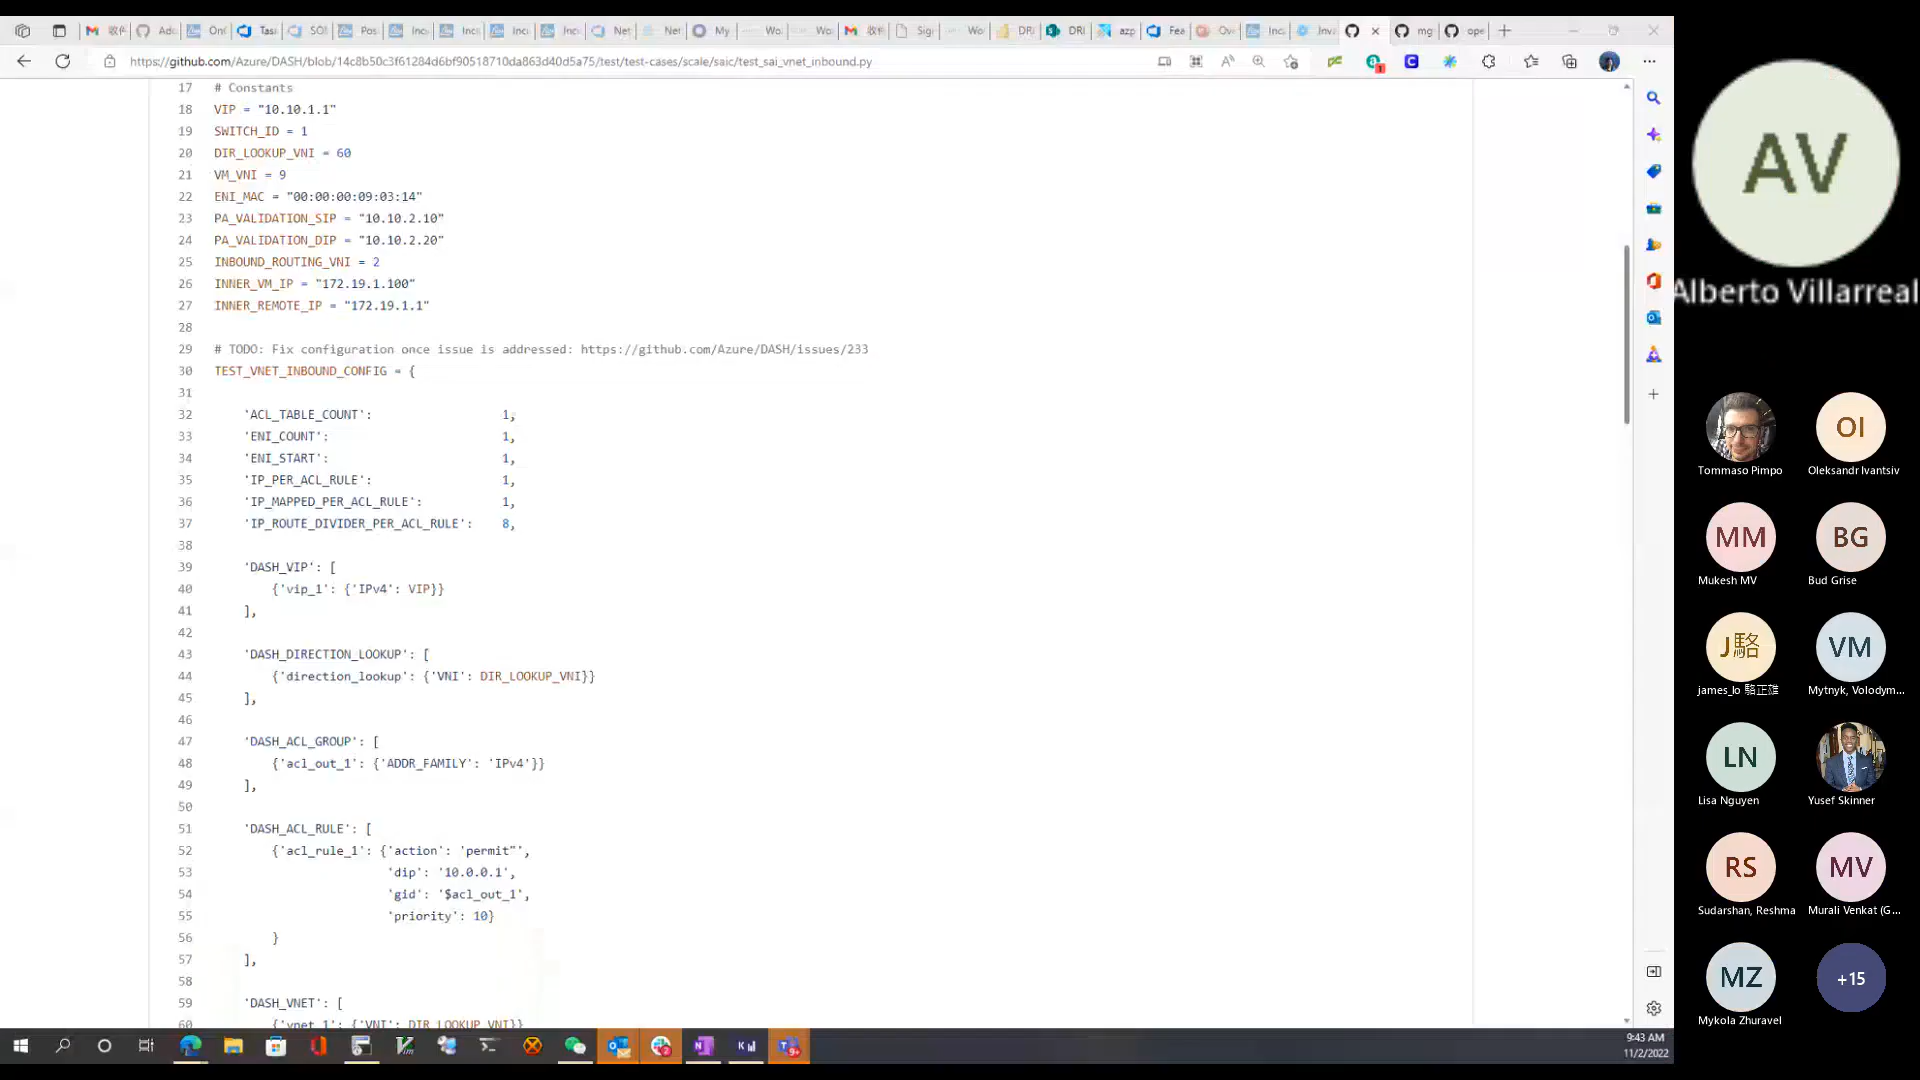 https://github.com/Azure/DASH/blob/14c8b50c3f61284d6bf90518710da863d40d5a75/test/test-cases/scale/saic/test_sai_vnet_inbound.py
17 # Constants
18 VIP = "10.10.1.1"
19 SWITCH_ID = 1
20 DIR_LOOKUP_VNI = 60
21 VM_VNI = 9
22 ENI_MAC = "00:00:00:09:03:14"
23 PA_VALIDATION_SIP = "10.10.2.10"
24 PA_VALIDATION_DIP = "10.10.2.20"
25 INBOUND_ROUTING_VNI = 2
26 INNER_VM_IP = "172.19.1.100"
27 INNER_REMOTE_IP = "172.19.1.1"
28
29 # TODO: Fix configuration once issue is addressed: https://github.com/Azure/DASH/issues/233
30 TEST_VNET_INBOUND_CONFIG = {
31
32 'ACL_TABLE_COUNT': 1,
33 'ENI_COUNT': 1,
34 'ENI_START': 1,
35 'IP_PER_ACL_RULE': 1,
36 'IP_MAPPED_PER_ACL_RULE': 1,
37 'IP_ROUTE_DIVIDER_PER_ACL_RULE': 8,
38
39 'DASH_VIP': [
40 {'vip_1': {'IPv4': VIP}}
41 ],
42
43 'DASH_DIRECTION_LOOKUP': [
44 {'direction_lookup': {'VNI': DIR_LOOKUP_VNI}}
45 ],
46
47 'DASH_ACL_GROUP': [
48 {'acl_out_1': {'ADDR_FAMILY': 'IPv4'}}
49 ],
50
51 'DASH_ACL_RULE': [
52 {'acl_rule_1': {'action': 'permit"',
53 'dip': '10.0.0.1',
54 'gid': '$acl_out_1',
55 'priority': 10}
56 }
57 ],
58
59 'DASH_VNET': [
60 {'vnet_1': {'VNI': DIR_LOOKUP_VNI}}
AV
Alberto Villarreal
Tommaso Pimpo
OI
Oleksandr Ivantsiv
MM
Mukesh MV
BG
Bud Grise
J駱
james_lo 駱正雄
VM
Mytnyk, Volodym...
LN
Lisa Nguyen
Yusef Skinner
RS
Sudarshan, Reshma
MV
Murali Venkat (G...
MZ
Mykola Zhuravel
+15
9:43 AM
11/2/2022